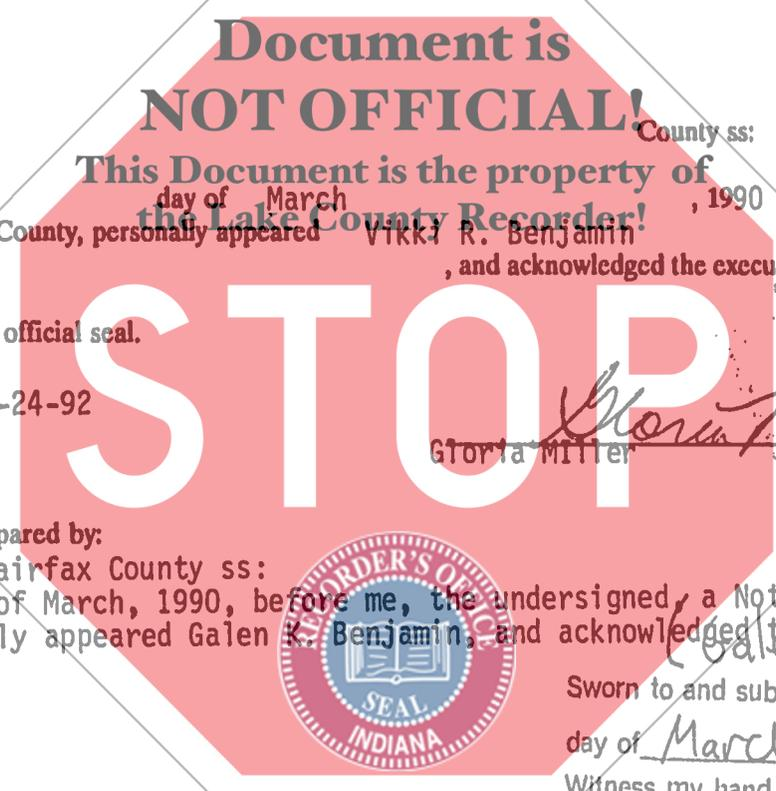 Document is
NOT OFFICIAL!
County ss:
This Document is the property of
day of March , 1990
the Lake County Recorder!
County, personally appeared Vikki R. Benjamin
, and acknowledged the execu
official seal.
STOP
-24-92
Gloria
Gloria Miller
pared by:
airfax County ss:
of March, 1990, before me, the undersigned, a Not
ly appeared Galen K. Benjamin, and acknowledged
RECORDER'S OFFICE
SEAL
INDIANA
Sworn to and sub
day of March
Witness my hand